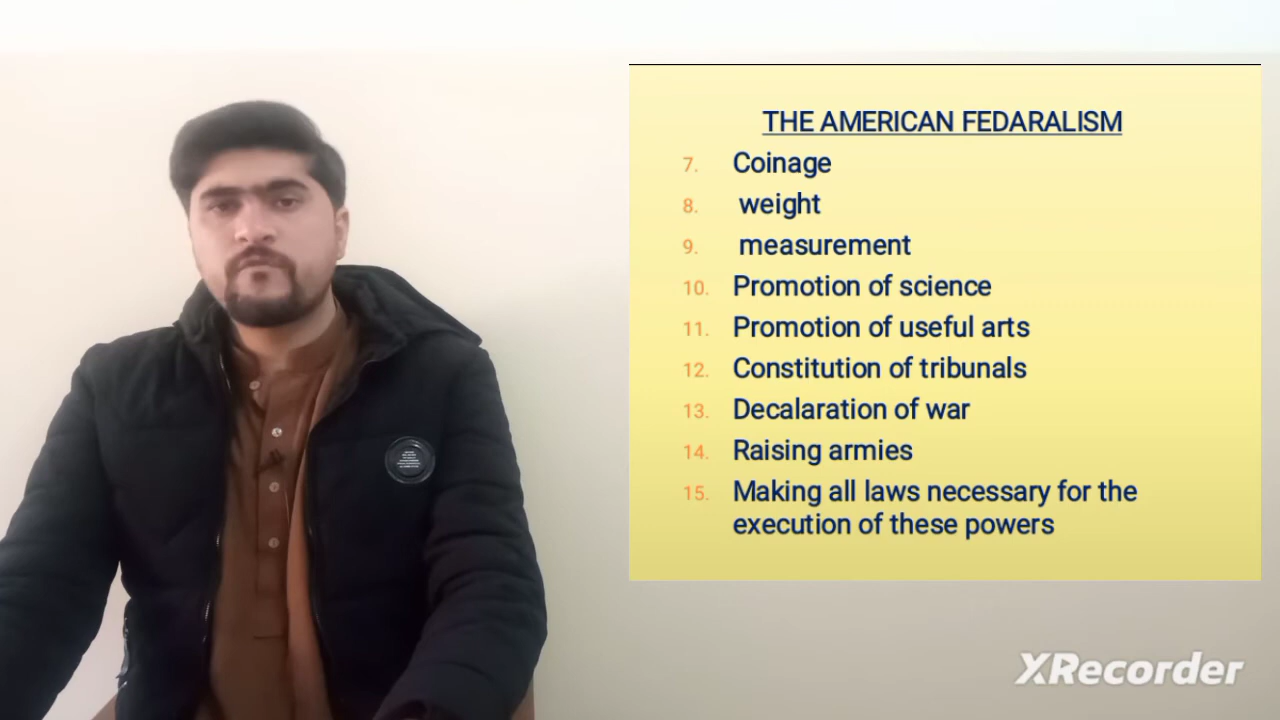 THE AMERICAN FEDARALISM
7. Coinage
8. weight
9. measurement
10. Promotion of science
11. Promotion of useful arts
12. Constitution of tribunals
13. Decalaration of war
14. Raising armies
15. Making all laws necessary for the
execution of these powers
XRecorder